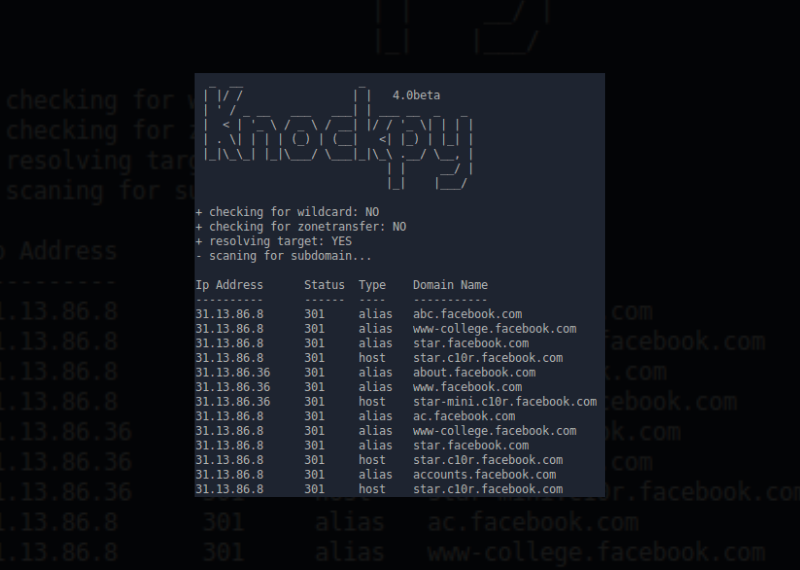 Knockpy 4.0beta
+ checking for wildcard: NO
+ checking for zonetransfer: NO
+ resolving target: YES
- scaning for subdomain...
Ip Address Status Type Domain Name
---------- ------ ---- -----------
31.13.86.8 301 alias abc.facebook.com
31.13.86.8 301 alias www-college.facebook.com
31.13.86.8 301 alias star.facebook.com
31.13.86.8 301 host star.c10r.facebook.com
31.13.86.36 301 alias about.facebook.com
31.13.86.36 301 alias www.facebook.com
31.13.86.36 301 host star-mini.c10r.facebook.com
31.13.86.8 301 alias ac.facebook.com
31.13.86.8 301 alias www-college.facebook.com
31.13.86.8 301 alias star.facebook.com
31.13.86.8 301 host star.c10r.facebook.com
31.13.86.8 301 alias accounts.facebook.com
31.13.86.8 301 host star.c10r.facebook.com